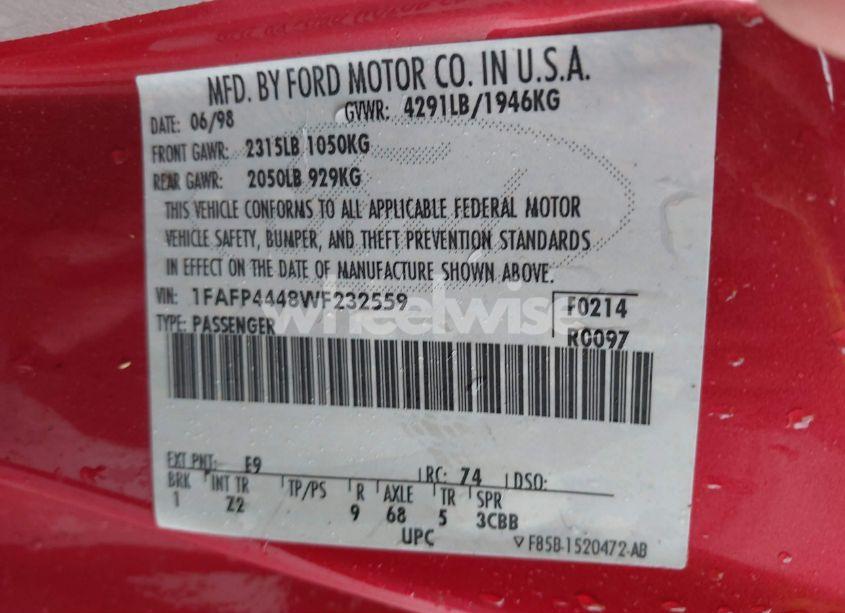 MFD. BY FORD MOTOR CO. IN U.S.A.
DATE: 06/98 GVWR: 4291LB/1946KG
FRONT GAWR: 2315LB 1050KG
REAR GAWR: 2050LB 929KG
THIS VEHICLE CONFORMS TO ALL APPLICABLE FEDERAL MOTOR
VEHICLE SAFETY, BUMPER, AND THEFT PREVENTION STANDARDS
IN EFFECT ON THE DATE OF MANUFACTURE SHOWN ABOVE.
VIN: 1FAFP4448WF232559 F0214
TYPE: PASSENGER R0097
wheelwise
EXT PNT: E9 RC: 74 DSO:
BRK INT TR TP/PS R AXLE TR SPR
1 Z2 9 68 5 3CBB
UPC F85B-1520472-AB